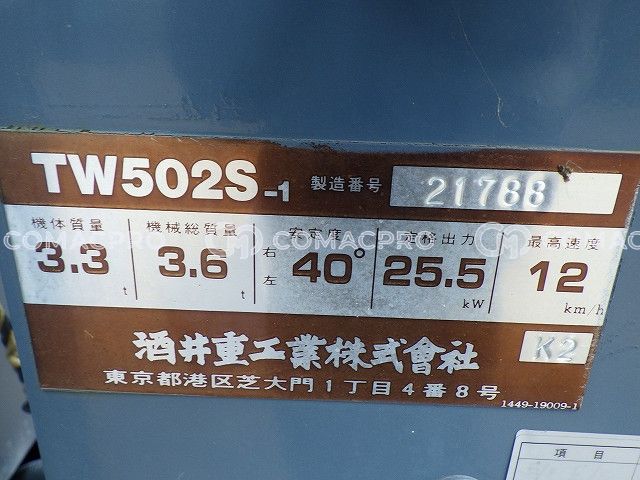 TW502S-1 製造番号 21788
機体質量 機械総質量 安定度 定格出力 最高速度
3.3 t 3.6 t 右左 40° 25.5 kW 12 km/h
COMACPRO COMACPRO
酒井重工業株式會社 K2
東京都港区芝大門1丁目4番8号
1449-19009-1
項目